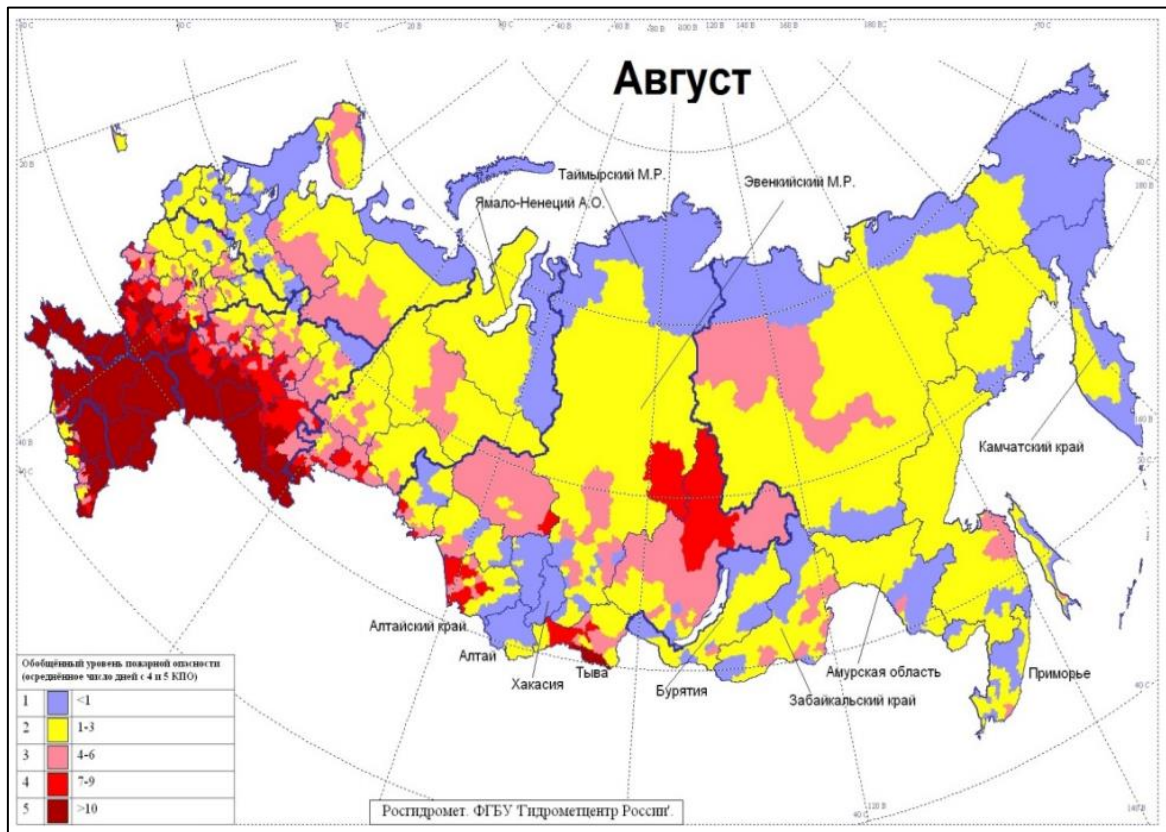 Август
Таймырский М.Р.
Эвенкийский М.Р.
Ямало-Ненеций А.О.
Камчатский край
Алтайский край
Алтай
Хакасия
Тыва
Бурятия
Забайкальский край
Амурская область
Приморье
Обобщённый уровень пожарной опасности
(осреднённое число дней с 4 и 5 КПО)
1 <1
2 1-3
3 4-6
4 7-9
5 >10
Росгидромет. ФГБУ 'Гидрометцентр России'.